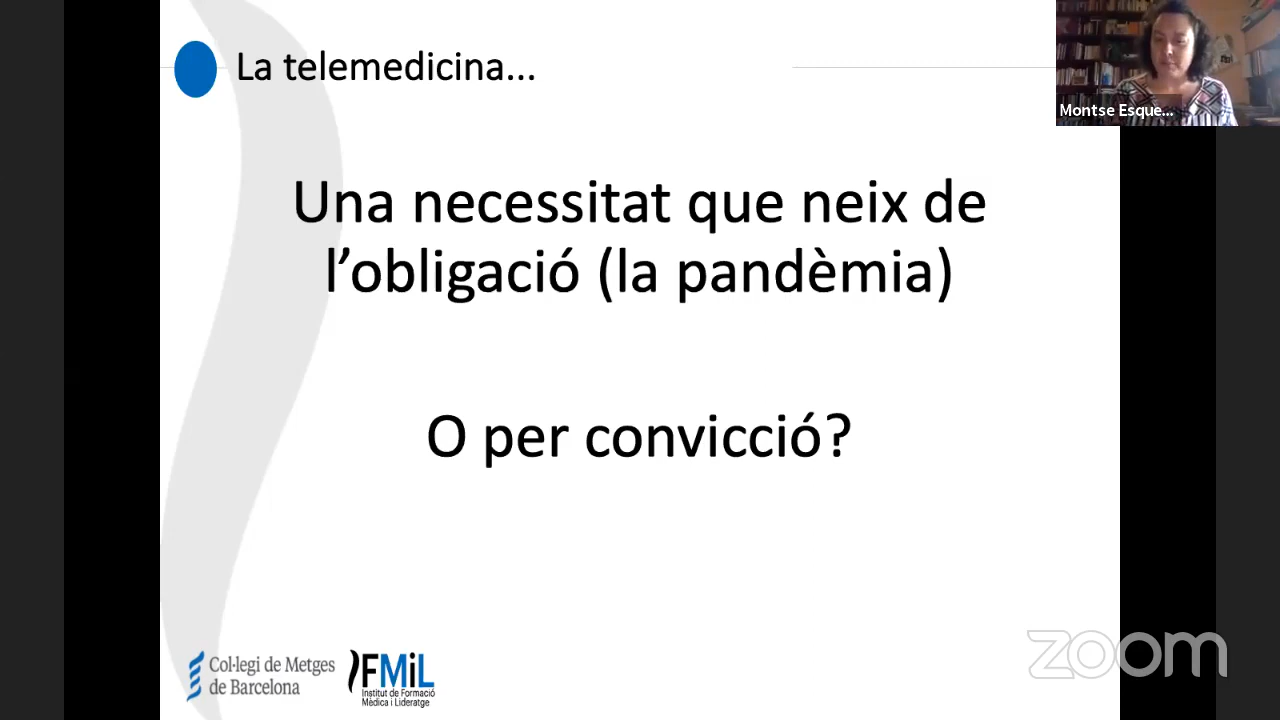 La telemedicina...
Montse Esque...
Una necessitat que neix de
l’obligació (la pandèmia)
O per convicció?
Col·legi de Metges
de Barcelona
FMiL
Institut de Formació
Mèdica i Lideratge
zoom